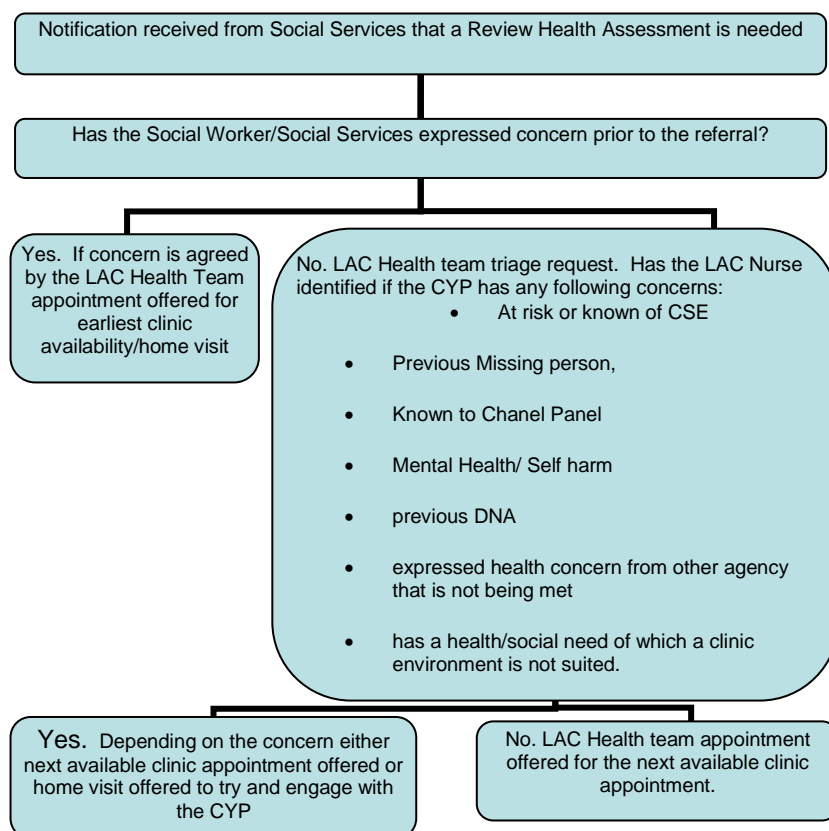 Notification received from Social Services that a Review Health Assessment is needed
Has the Social Worker/Social Services expressed concern prior to the referral?
Yes. If concern is agreed
by the LAC Health Team
appointment offered for
earliest clinic
availability/home visit
No. LAC Health team triage request. Has the LAC Nurse
identified if the CYP has any following concerns:
• At risk or known of CSE
• Previous Missing person,
• Known to Chanel Panel
• Mental Health/ Self harm
• previous DNA
• expressed health concern from other agency
that is not being met
• has a health/social need of which a clinic
environment is not suited.
Yes. Depending on the concern either
next available clinic appointment offered or
home visit offered to try and engage with
the CYP
No. LAC Health team appointment
offered for the next available clinic
appointment.